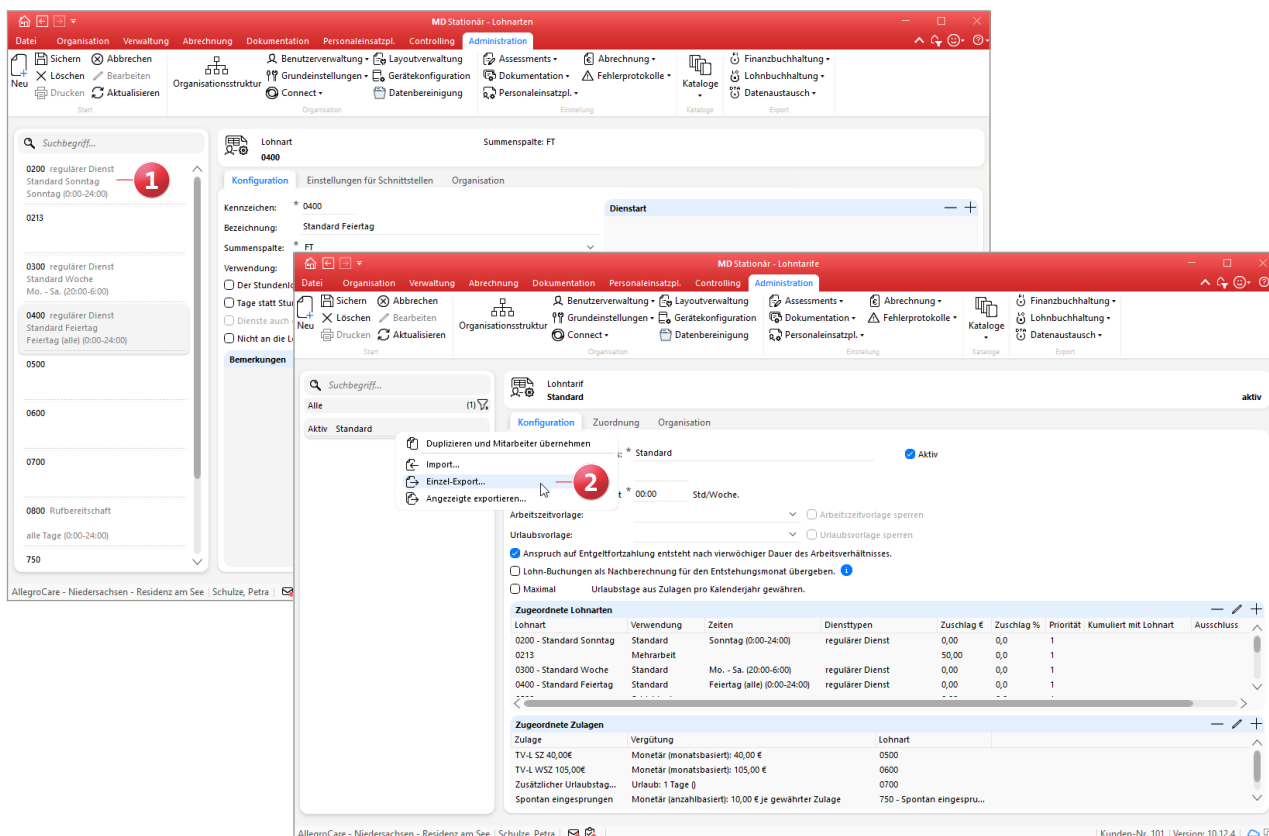 MD Stationär - Lohnarten
Datei Organisation Verwaltung Abrechnung Dokumentation Personaleinsatzpl. Controlling Administration
Neu
Sichern Abbrechen
Löschen Bearbeiten
Drucken Aktualisieren
Start
Organisationsstruktur
Benutzerverwaltung Layoutverwaltung
Grundeinstellungen Gerätekonfiguration
Connect Datenbereinigung
Organisation
Assessments Abrechnung
Dokumentation Fehlerprotokolle
Personaleinsatzpl.
Einstellung
Kataloge
Kataloge
Finanzbuchhaltung
Lohnbuchhaltung
Datenaustausch
Export
Suchbegriff...
0200 regulärer Dienst
Standard Sonntag
Sonntag (0:00-24:00)
1
0213
0300 regulärer Dienst
Standard Woche
Mo. - Sa. (20:00-6:00)
0400 regulärer Dienst
Standard Feiertag
Feiertag (alle) (0:00-24:00)
0500
0600
0700
0800 Rufbereitschaft
alle Tage (0:00-24:00)
750
Lohnart
0400
Summenspalte: FT
Konfiguration Einstellungen für Schnittstellen Organisation
Kennzeichen: * 0400
Bezeichnung: Standard Feiertag
Summenspalte: * FT
Verwendung:
Der Stundenlo
Tage statt Stu
Dienste auch
Nicht an die L
Bemerkungen
Dienstart
AllegroCare - Niedersachsen - Residenz am See Schulze, Petra
MD Stationär - Lohntarife
Datei Organisation Verwaltung Abrechnung Dokumentation Personaleinsatzpl. Controlling Administration
Neu
Sichern Abbrechen
Löschen Bearbeiten
Drucken Aktualisieren
Start
Organisationsstruktur
Benutzerverwaltung Layoutverwaltung
Grundeinstellungen Gerätekonfiguration
Connect Datenbereinigung
Organisation
Assessments Abrechnung
Dokumentation Fehlerprotokolle
Personaleinsatzpl.
Einstellung
Kataloge
Kataloge
Finanzbuchhaltung
Lohnbuchhaltung
Datenaustausch
Export
Suchbegriff...
Alle (1)
Aktiv Standard
Duplizieren und Mitarbeiter übernehmen
Import...
Einzel-Export...
Angezeigte exportieren...
2
Lohntarif
Standard
aktiv
Konfiguration Zuordnung Organisation
: * Standard
Aktiv
t * 00:00 Std/Woche.
Arbeitszeitvorlage: Arbeitszeitvorlage sperren
Urlaubsvorlage: Urlaubsvorlage sperren
Anspruch auf Entgeltfortzahlung entsteht nach vierwöchiger Dauer des Arbeitsverhältnisses.
Lohn-Buchungen als Nachberechnung für den Entstehungsmonat übergeben. i
Maximal Urlaubstage aus Zulagen pro Kalenderjahr gewähren.
Zugeordnete Lohnarten
Lohnart Verwendung Zeiten Diensttypen Zuschlag € Zuschlag % Priorität Kumuliert mit Lohnart Ausschluss
0200 - Standard Sonntag Standard Sonntag (0:00-24:00) regulärer Dienst 0,00 0,0 1
0213 Mehrarbeit 50,00 0,0 1
0300 - Standard Woche Standard Mo. - Sa. (20:00-6:00) regulärer Dienst 0,00 0,0 1
0400 - Standard Feiertag Standard Feiertag (alle) (0:00-24:00) regulärer Dienst 0,00 0,0 1
Zugeordnete Zulagen
Zulage Vergütung Lohnart
TV-L SZ 40,00€ Monetär (monatsbasiert): 40,00 € 0500
TV-L WSZ 105,00€ Monetär (monatsbasiert): 105,00 € 0600
Zusätzlicher Urlaubstag... Urlaub: 1 Tage () 0700
Spontan eingesprungen Monetär (anzahlbasiert): 10,00 € je gewährter Zulage 750 - Spontan eingespru...
AllegroCare - Niedersachsen - Residenz am See Schulze, Petra Kunden-Nr. 101 Version: 10.12.4